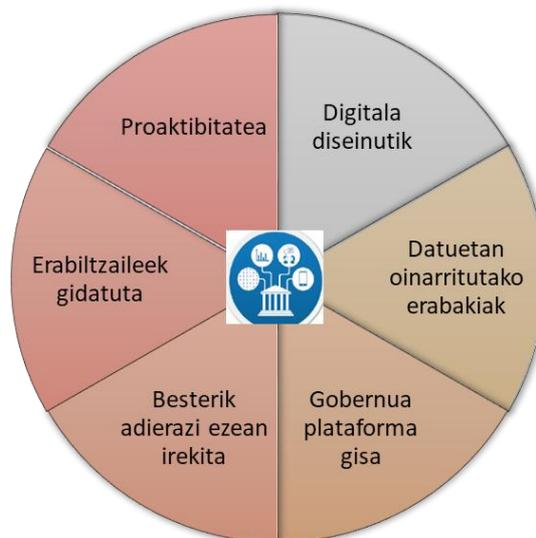 Proaktibitatea
Digitala
diseinutik
Erabiltzaileek
gidatuta
Datuetan
oinarritutako
erabakiak
Besterik
adierazi ezean
irekita
Gobernua
plataforma
gisa